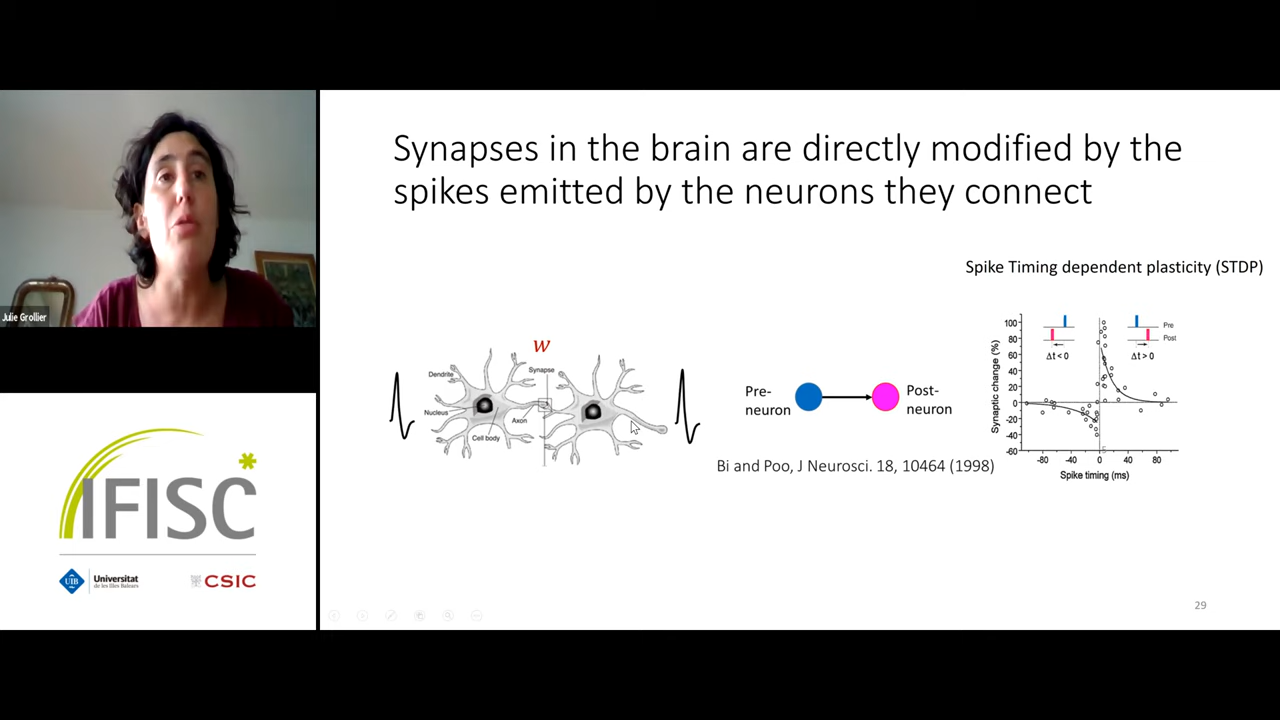 Synapses in the brain are directly modified by the
spikes emitted by the neurons they connect
Spike Timing dependent plasticity (STDP)
Julie Grollier
w
Dendrite
Synapse
Nucleus
Axon
Cell body
Pre-
neuron
Post-
neuron
Bi and Poo, J Neurosci. 18, 10464 (1998)
Synaptic change (%)
100
80
60
40
20
0
-20
-40
-60
Pre
Post
Δt < 0
Δt > 0
-80 -40 0 40 80
Spike timing (ms)
IFISC
UIB
Universitat
de les Illes Balears
CSIC
29